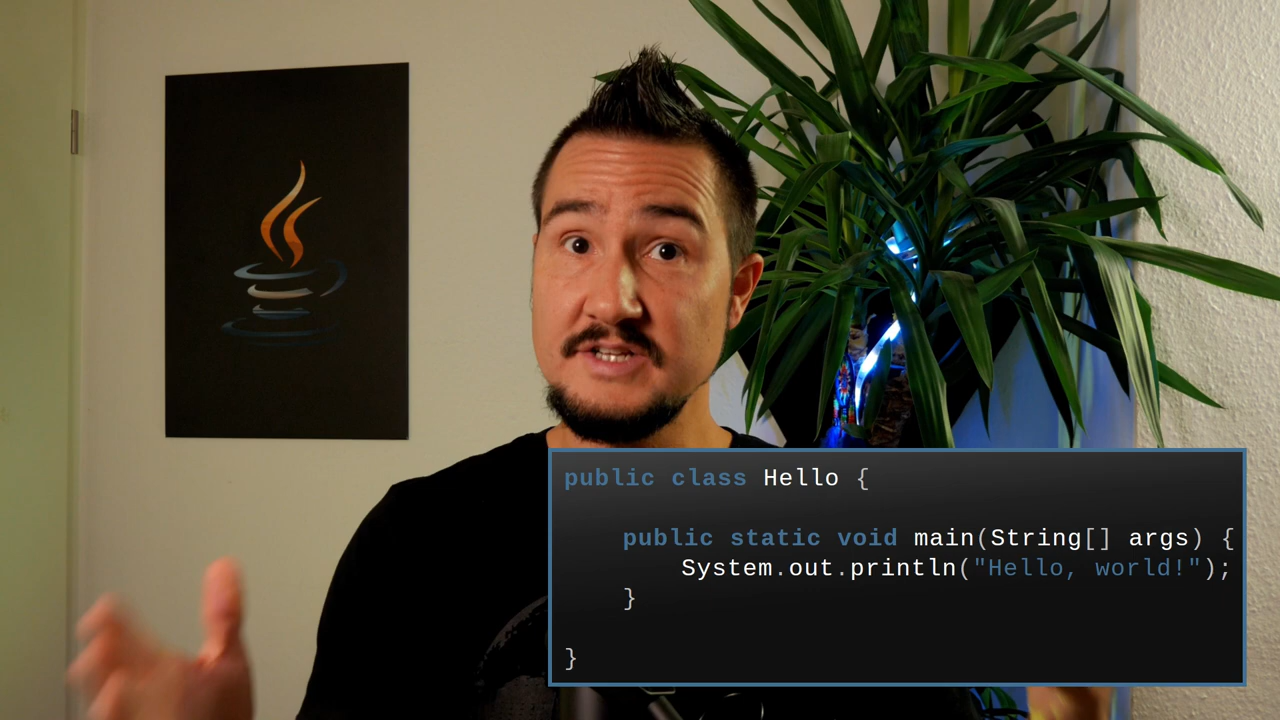 public class Hello {
public static void main(String[] args) {
System.out.println("Hello, world!");
}
}